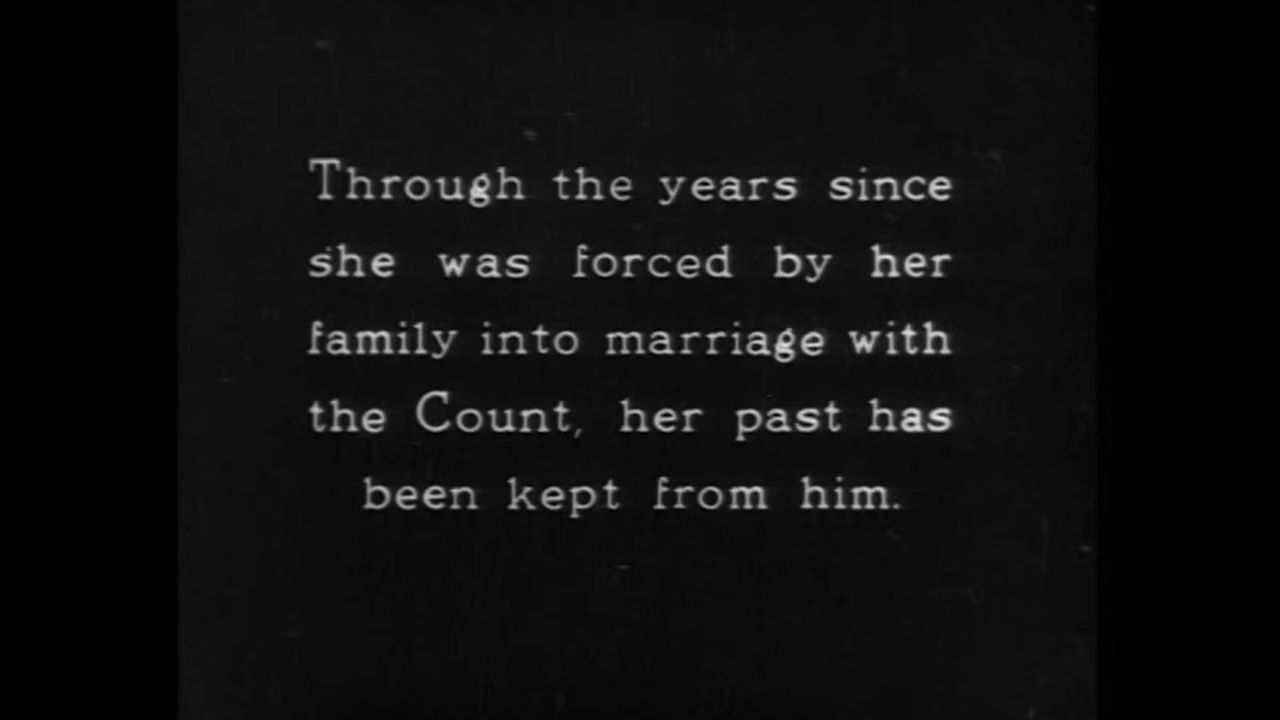 Through the years since
she was forced by her
family into marriage with
the Count, her past has
been kept from him.